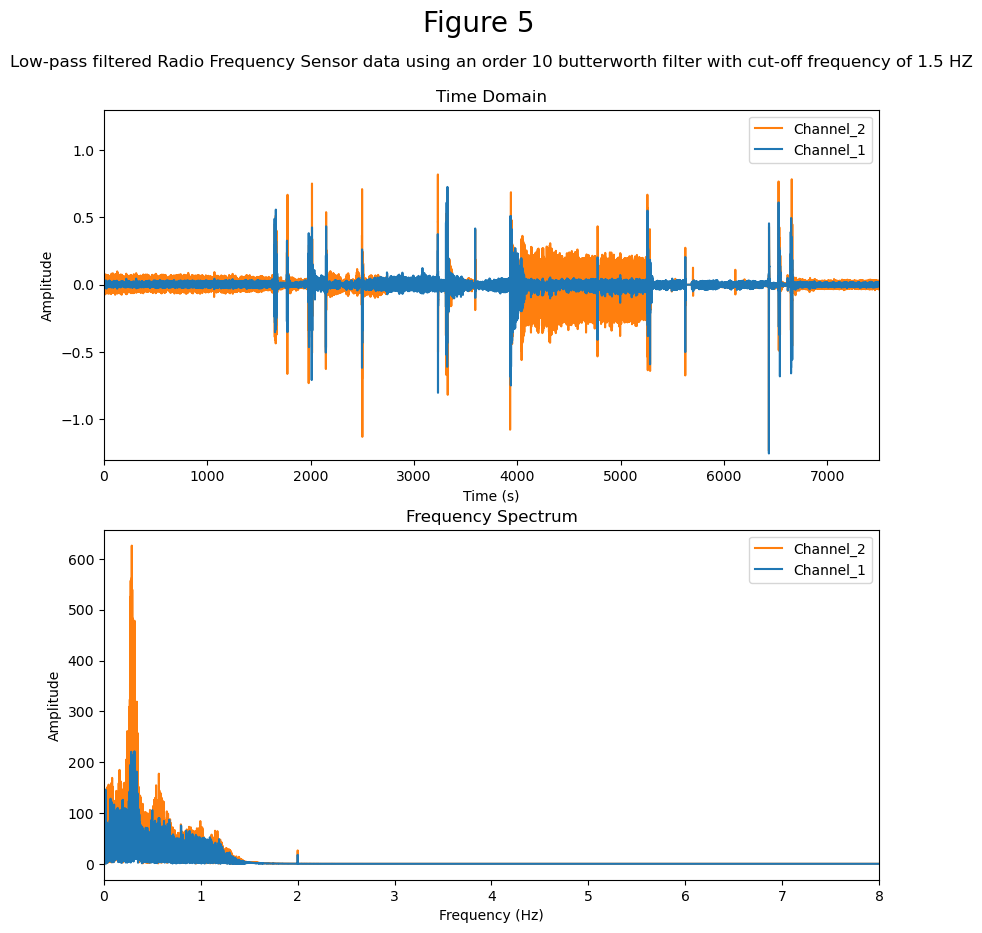 Figure 5
Low-pass filtered Radio Frequency Sensor data using an order 10 butterworth filter with cut-off frequency of 1.5 HZ
Time Domain
Channel_2
Channel_1
1.0
0.5
0.0
−0.5
−1.0
Amplitude
0 1000 2000 3000 4000 5000 6000 7000
Time (s)
Frequency Spectrum
Channel_2
Channel_1
600
500
400
300
200
100
0
Amplitude
0 1 2 3 4 5 6 7 8
Frequency (Hz)